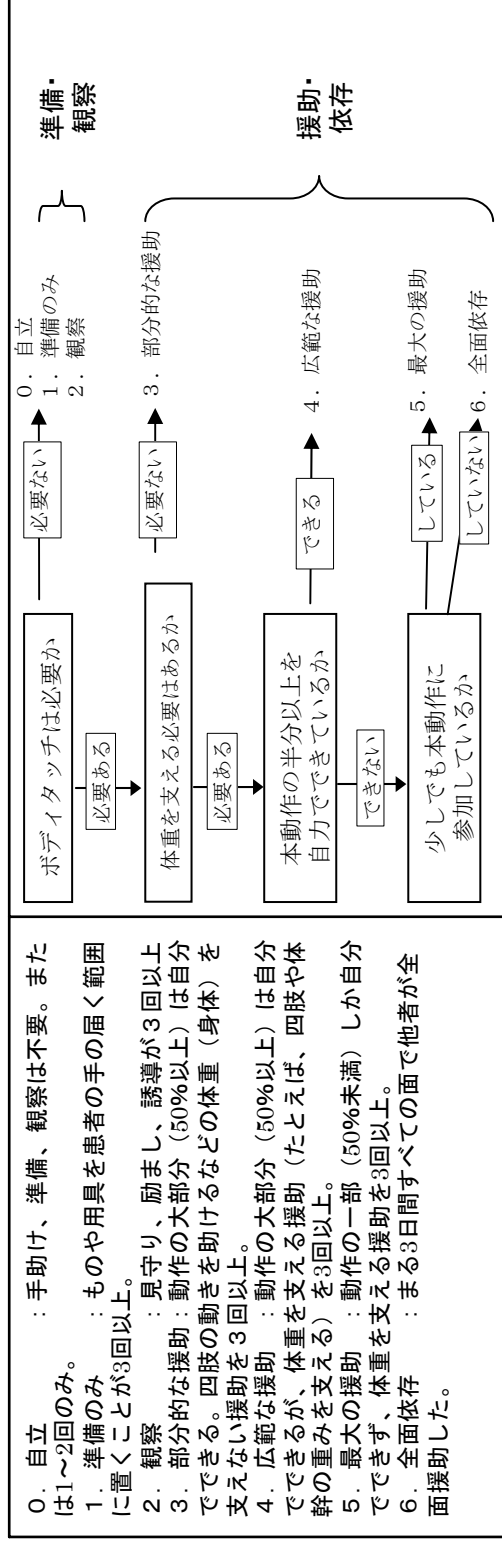 ０．自立　　　：手助け、準備、観察は不要。また
は1～2回のみ。
１．準備のみ　　：ものや用具を患者の手の届く範囲
に置くことが3回以上。
２．観察　　　：見守り、励まし、誘導が３回以上
３．部分的な援助：動作の大部分（50％以上）は自分
でできる。四肢の動きを助けるなどの体重（身体）を
支えない援助を３回以上。
４．広範な援助　：動作の大部分（50％以上）は自分
でできるが、体重を支える援助（たとえば、四肢や体
幹の重みを支える）を3回以上。
５．最大の援助　：動作の一部（50％未満）しか自分
でできず、体重を支える援助を3回以上。
６．全面依存　　：まる3日間すべての面で他者が全
面援助した。
ボディタッチは必要か
必要ない
０．自立
１．準備のみ
２．観察
準備・
観察
必要ある
体重を支える必要はあるか
必要ない
３．部分的な援助
必要ある
本動作の半分以上を
自力でできているか
できる
４．広範な援助
援助・
依存
できない
少しでも本動作に
参加しているか
している
５．最大の援助
していない
６．全面依存